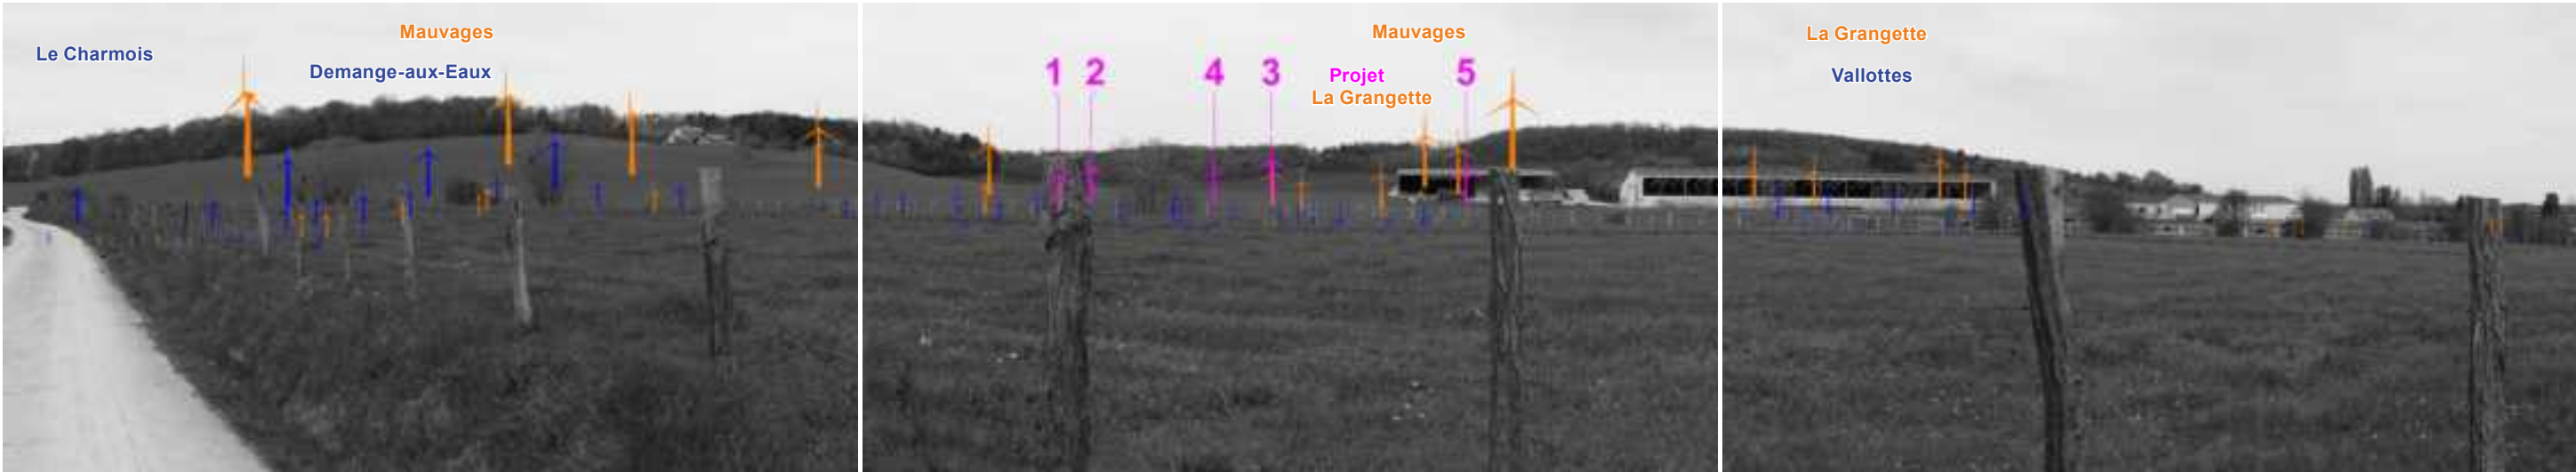 Mauvages
Le Charmois
Demange-aux-Eaux
Mauvages
1 2 4 3 Projet 5
La Grangette
La Grangette
Vallottes